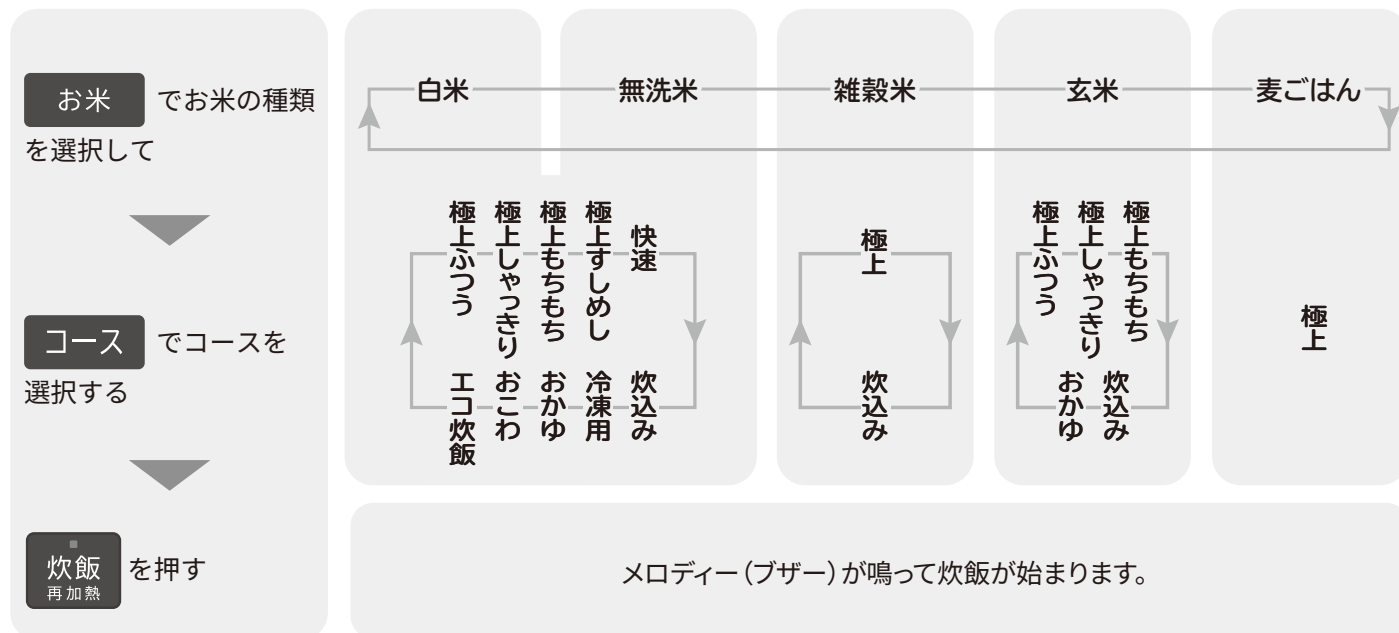 お米 でお米の種類
を選択して
コース でコースを
選択する
炊飯
再加熱
を押す
白米 無洗米 雑穀米 玄米 麦ごはん
極上ふつう
極上しゃっきり
極上もちもち
極上すしめし
快速
エコ炊飯
おこわ
おかゆ
冷凍用
炊込み
極上
炊込み
極上ふつう
極上しゃっきり
極上もちもち
おかゆ
炊込み
極上
メロディー（ブザー）が鳴って炊飯が始まります。